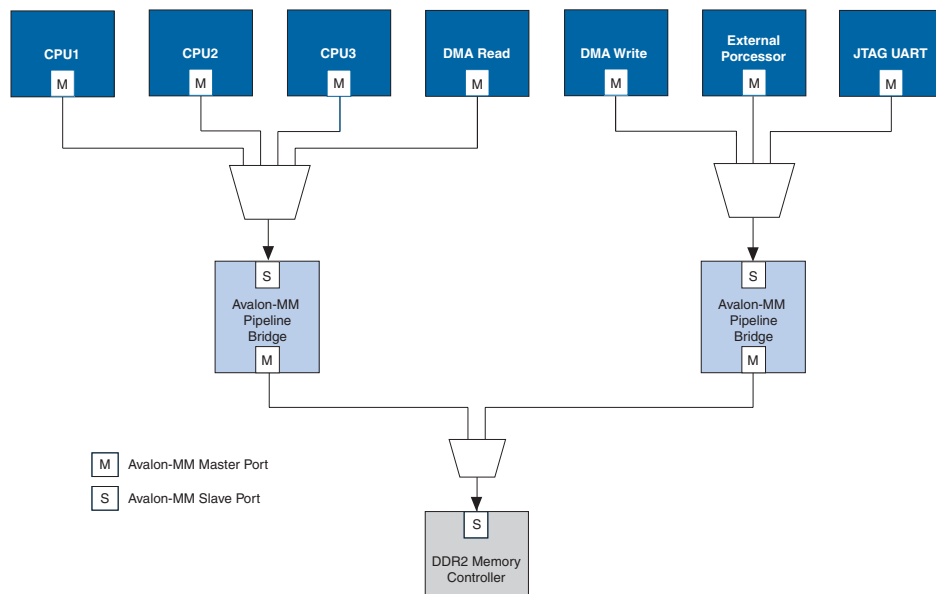 CPU1
CPU2
CPU3
DMA Read
DMA Write
External
Porcessor
JTAG UART
M
M
M
M
M
M
M
S
Avalon-MM
Pipeline
Bridge
M
S
Avalon-MM
Pipeline
Bridge
M
M Avalon-MM Master Port
S Avalon-MM Slave Port
S
DDR2 Memory
Controller